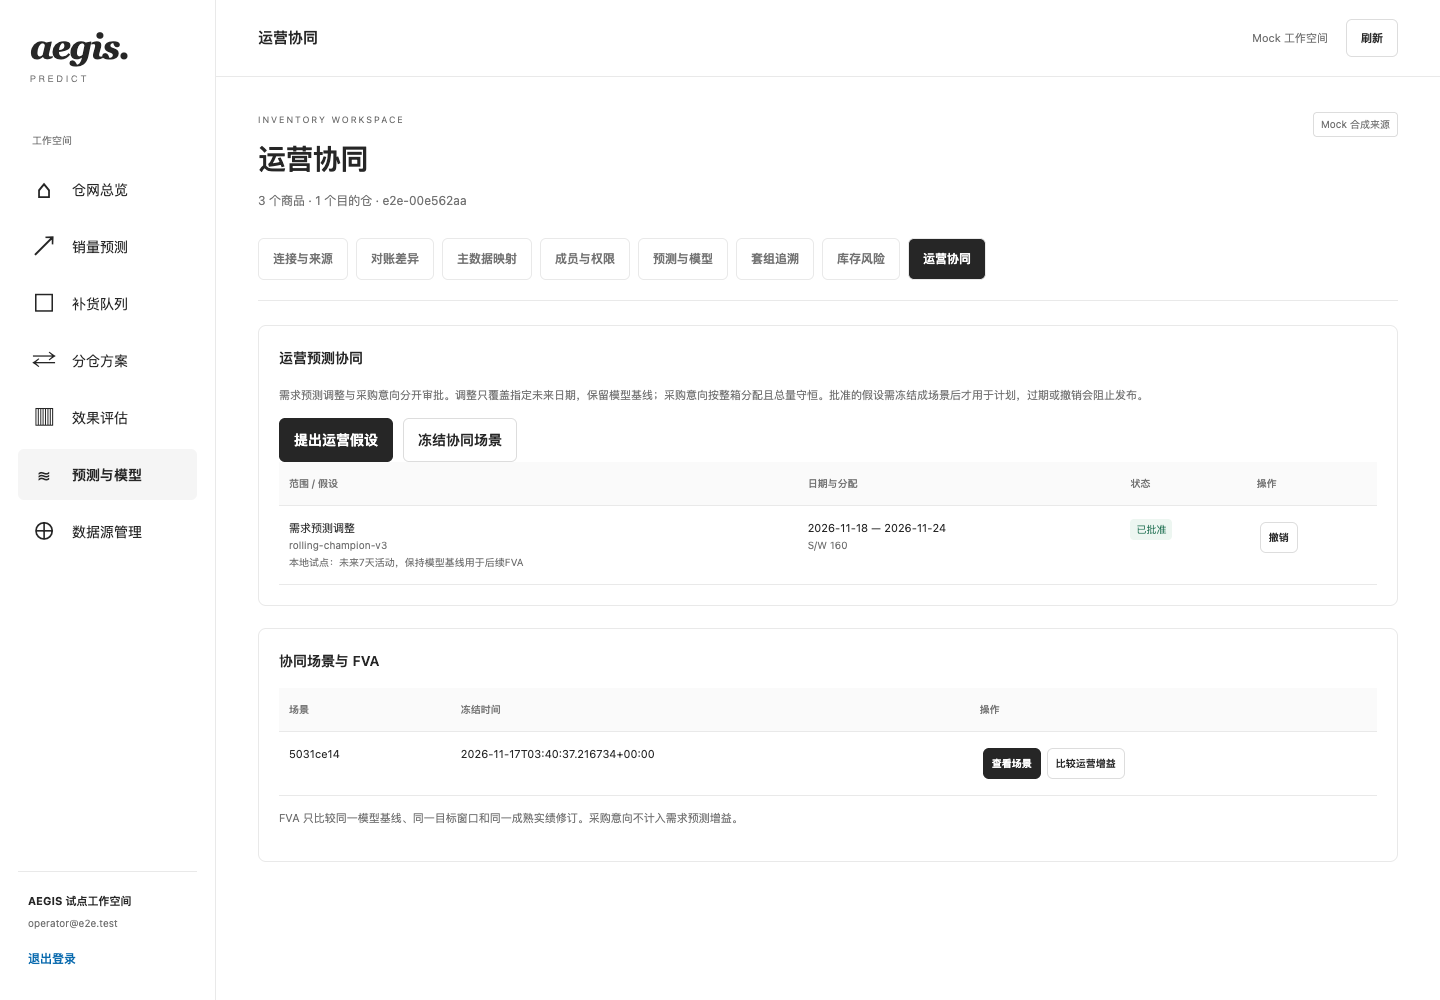 aegis.
PREDICT
工作空间
仓网总览
销量预测
补货队列
分仓方案
效果评估
预测与模型
数据源管理
AEGIS 试点工作空间
operator@e2e.test
退出登录
运营协同
Mock 工作空间
刷新
INVENTORY WORKSPACE
Mock 合成来源
运营协同
3 个商品 · 1 个目的仓 · e2e-00e562aa
连接与来源
对账差异
主数据映射
成员与权限
预测与模型
套组追溯
库存风险
运营协同
运营预测协同
需求预测调整与采购意向分开审批。调整只覆盖指定未来日期，保留模型基线；采购意向按整箱分配且总量守恒。批准的假设需冻结成场景后才用于计划，过期或撤销会阻止发布。
提出运营假设
冻结协同场景
范围 / 假设
日期与分配
状态
操作
需求预测调整
rolling-champion-v3
本地试点：未来7天活动，保持模型基线用于后续FVA
2026-11-18 — 2026-11-24
S/W 160
已批准
撤销
协同场景与 FVA
场景
冻结时间
操作
5031ce14
2026-11-17T03:40:37.216734+00:00
查看场景
比较运营增益
FVA 只比较同一模型基线、同一目标窗口和同一成熟实绩修订。采购意向不计入需求预测增益。